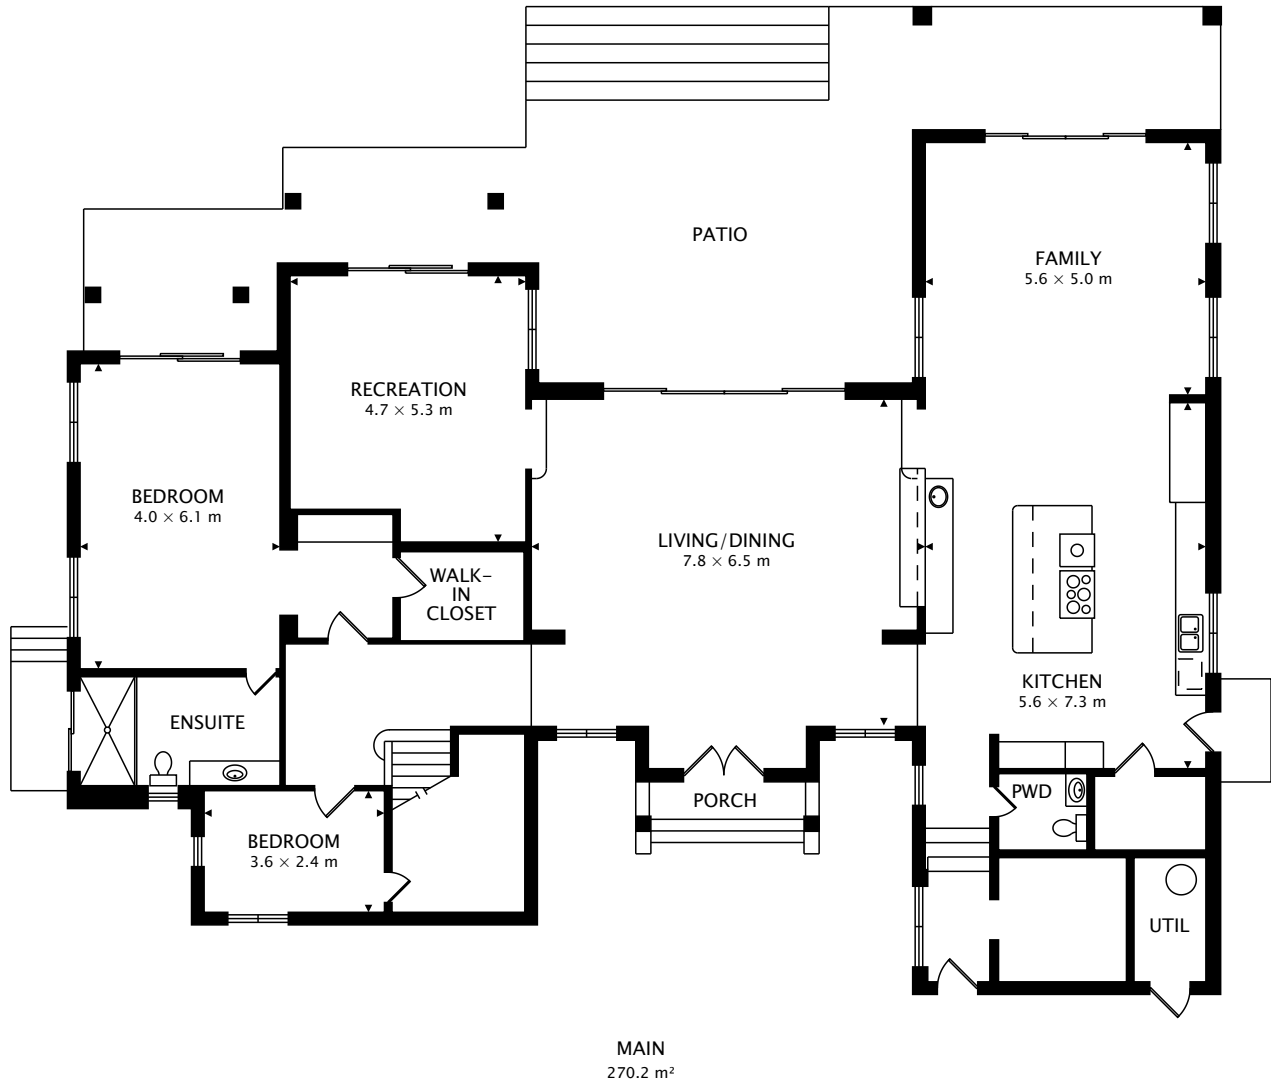 PATIO
FAMILY
5.6 × 5.0 m
RECREATION
4.7 × 5.3 m
BEDROOM
4.0 × 6.1 m
LIVING/DINING
7.8 × 6.5 m
WALK-
IN
CLOSET
KITCHEN
5.6 × 7.3 m
ENSUITE
PORCH
PWD
BEDROOM
3.6 × 2.4 m
UTIL
MAIN
270.2 m²